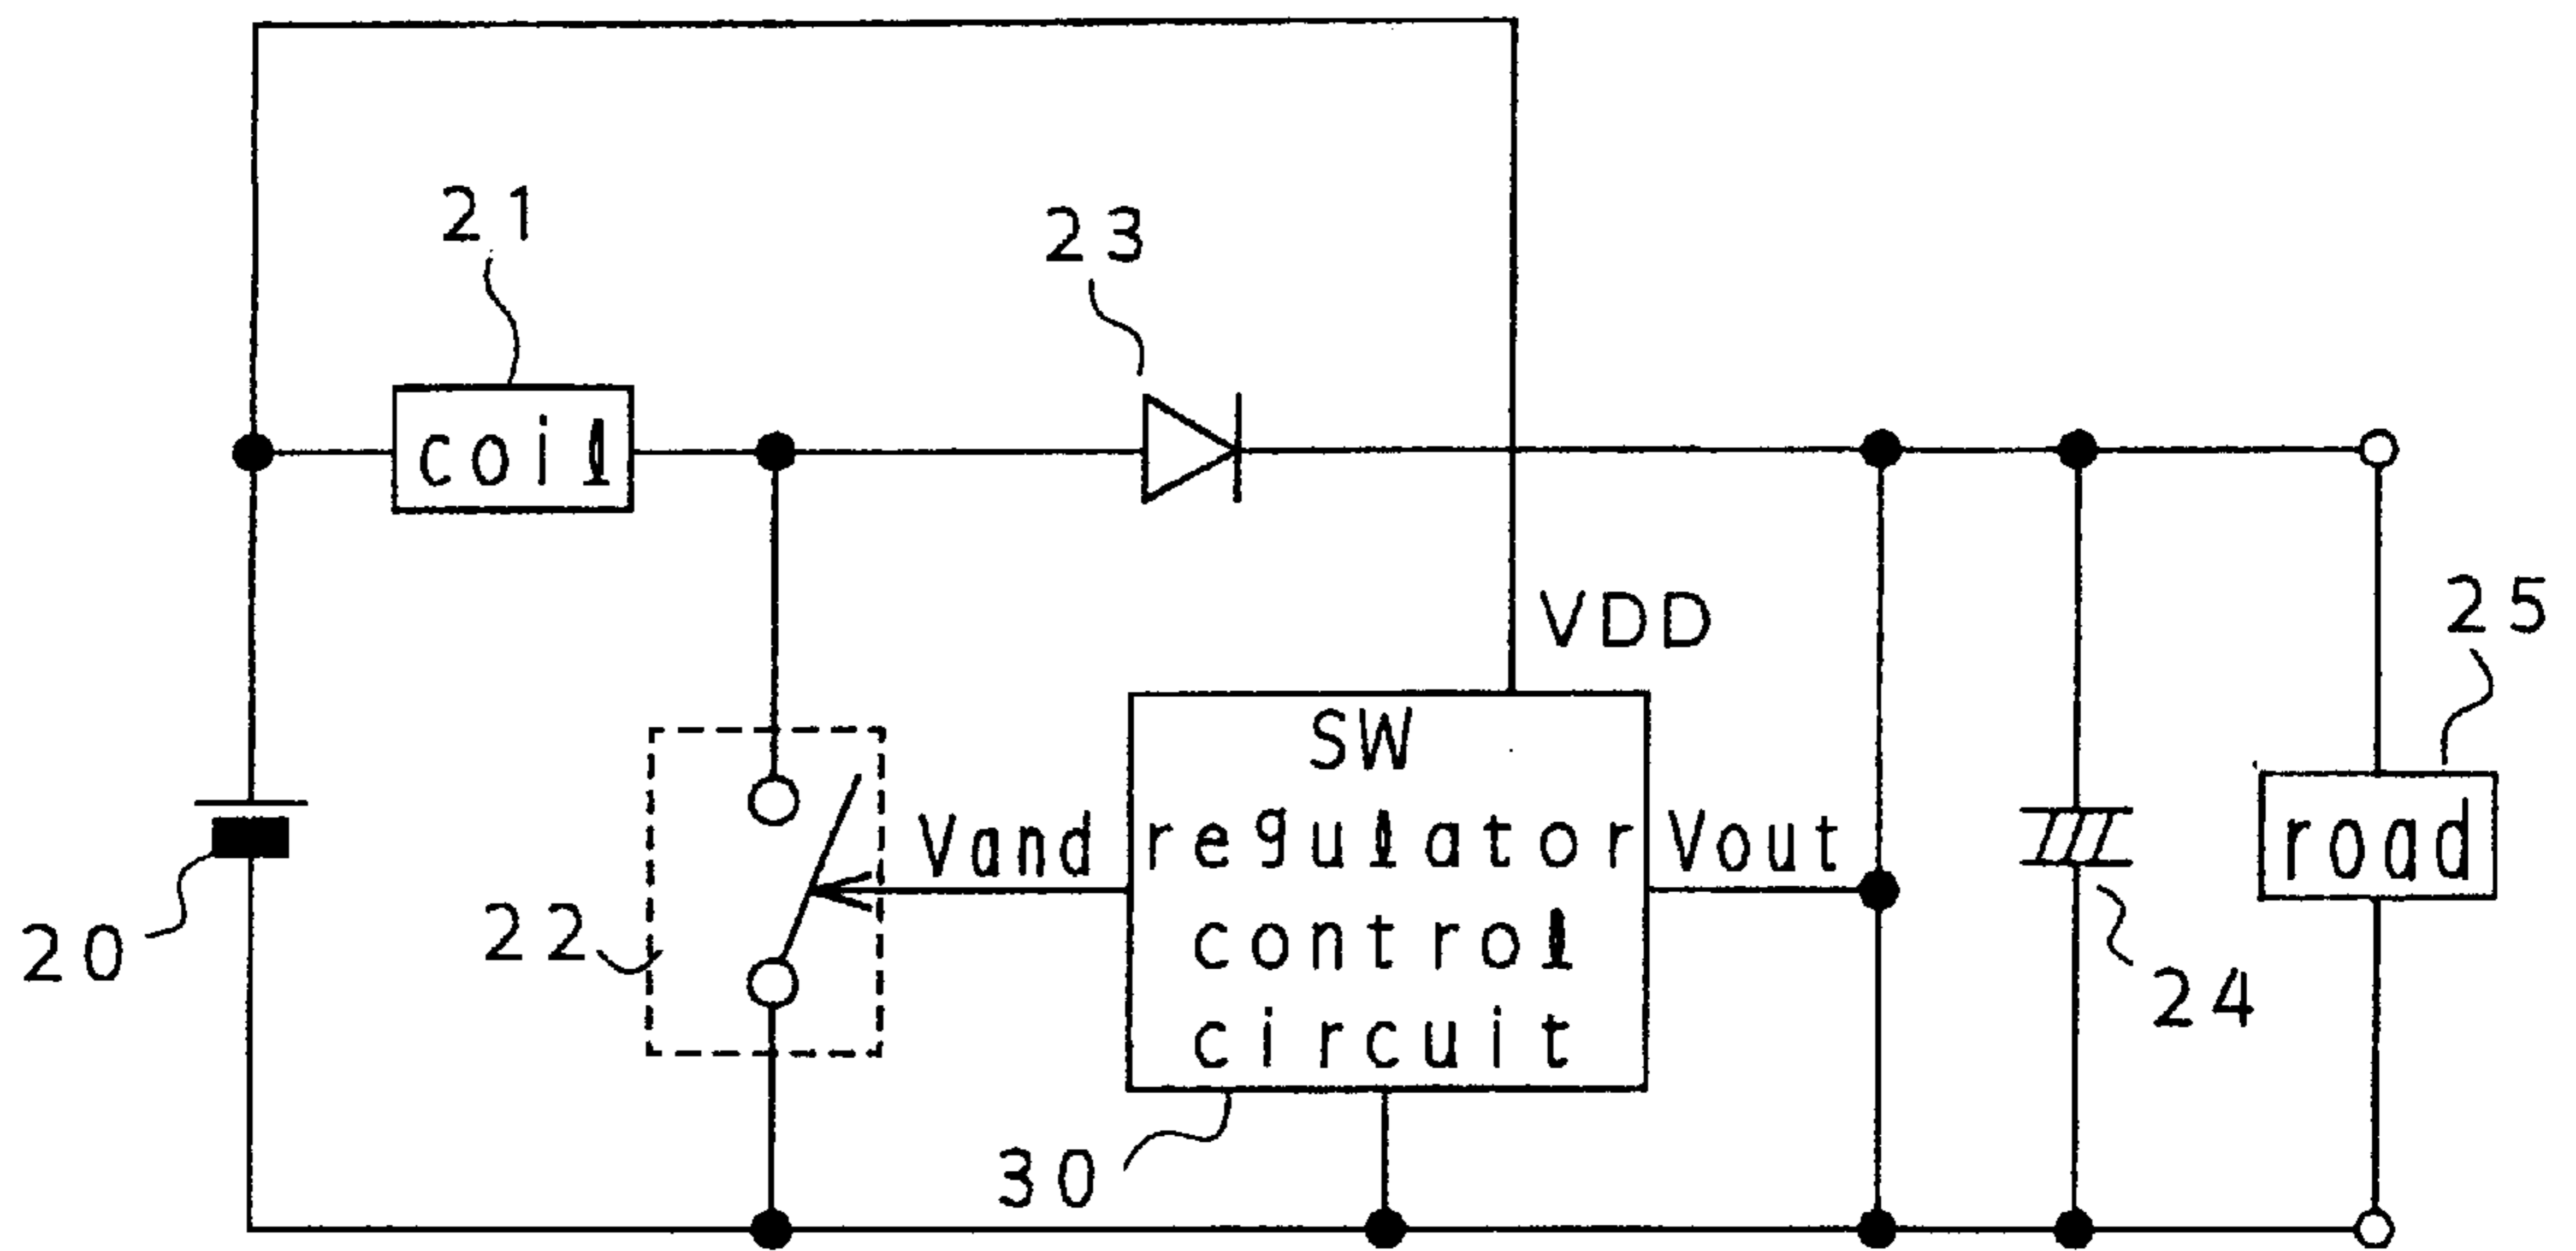 21
23
coil
VDD
25
SW
regulator
control
circuit
Vand
Vout
road
20
22
24
30